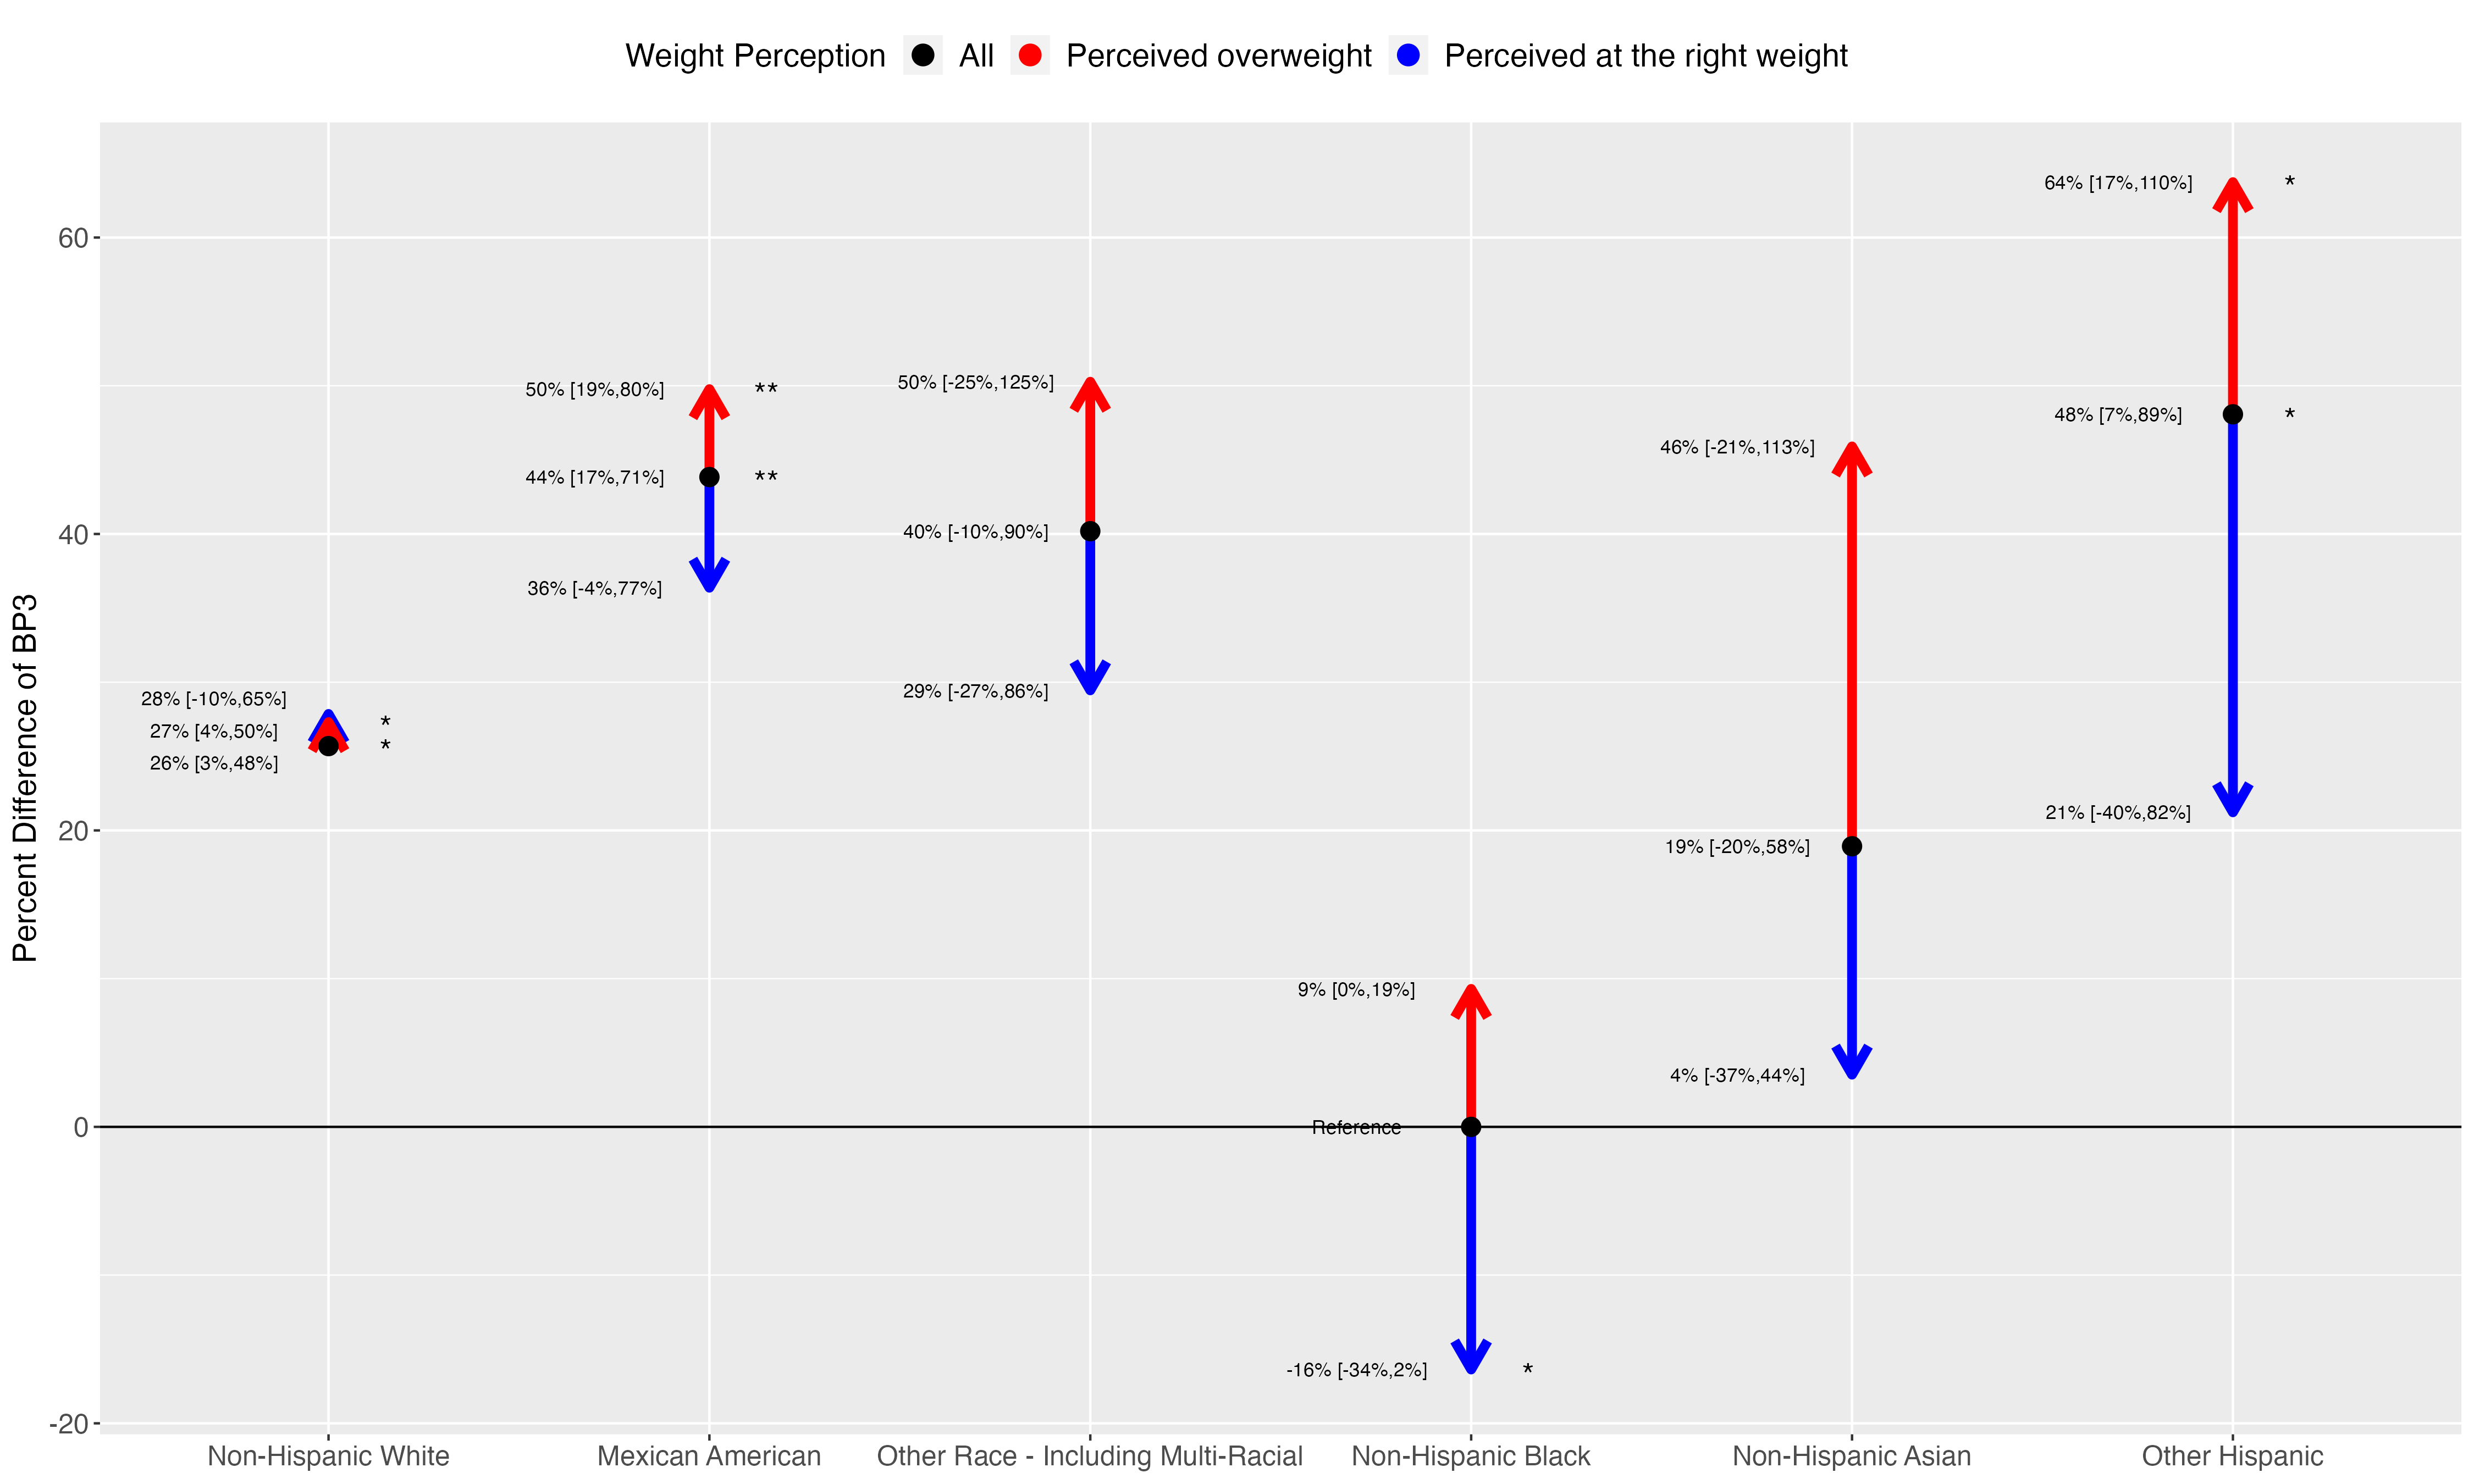 Weight Perception All Perceived overweight Perceived at the right weight
Percent Difference of BP3
60
40
20
0
-20
28% [-10%,65%]
27% [4%,50%] *
26% [3%,48%] *
50% [19%,80%] **
44% [17%,71%] **
36% [-4%,77%]
50% [-25%,125%]
40% [-10%,90%]
29% [-27%,86%]
9% [0%,19%]
Reference
-16% [-34%,2%] *
46% [-21%,113%]
19% [-20%,58%]
4% [-37%,44%]
64% [17%,110%] *
48% [7%,89%] *
21% [-40%,82%]
Non-Hispanic White
Mexican American
Other Race - Including Multi-Racial
Non-Hispanic Black
Non-Hispanic Asian
Other Hispanic